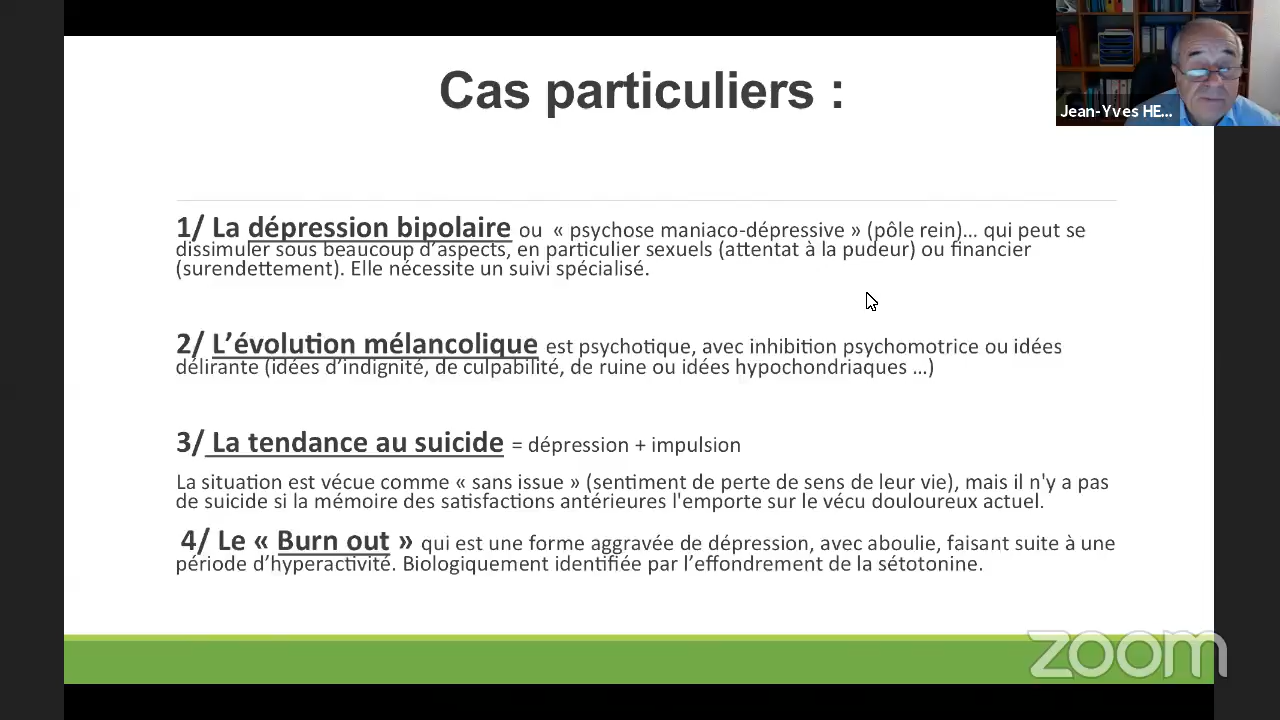 Cas particuliers :
Jean-Yves HE...
1/ La dépression bipolaire ou « psychose maniaco-dépressive » (pôle rein)... qui peut se
dissimuler sous beaucoup d’aspects, en particulier sexuels (attentat à la pudeur) ou financier
(surendettement). Elle nécessite un suivi spécialisé.
2/ L’évolution mélancolique est psychotique, avec inhibition psychomotrice ou idées
délirante (idées d’indignité, de culpabilité, de ruine ou idées hypochondriaques …)
3/ La tendance au suicide = dépression + impulsion
La situation est vécue comme « sans issue » (sentiment de perte de sens de leur vie), mais il n'y a pas
de suicide si la mémoire des satisfactions antérieures l'emporte sur le vécu douloureux actuel.
4/ Le « Burn out » qui est une forme aggravée de dépression, avec aboulie, faisant suite à une
période d’hyperactivité. Biologiquement identifiée par l’effondrement de la sétotonine.
zoom